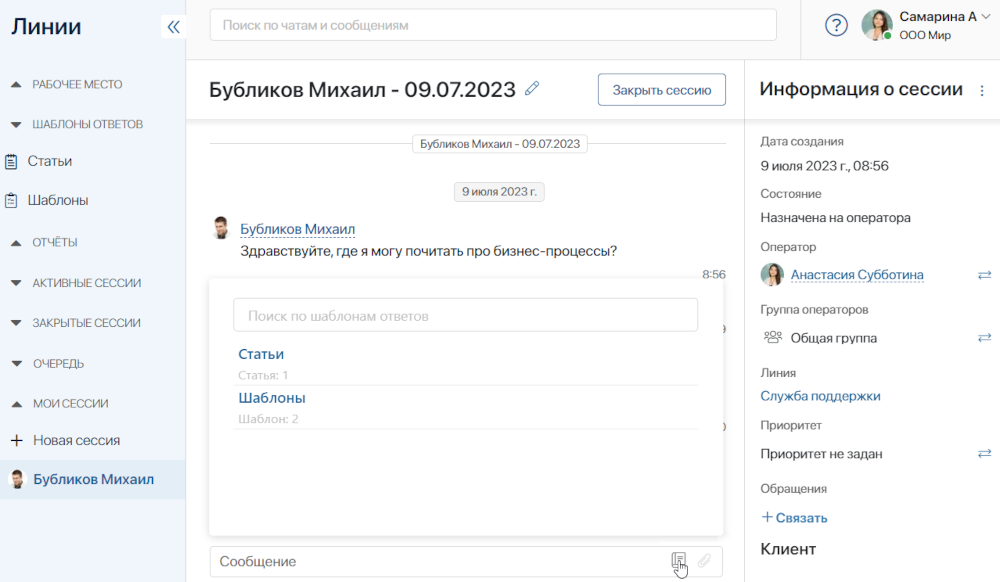 Линии
РАБОЧЕЕ МЕСТО
ШАБЛОНЫ ОТВЕТОВ
Статьи
Шаблоны
ОТЧЁТЫ
АКТИВНЫЕ СЕССИИ
ЗАКРЫТЫЕ СЕССИИ
ОЧЕРЕДЬ
МОИ СЕССИИ
+ Новая сессия
Бубликов Михаил
Поиск по чатам и сообщениям
?
Самарина А
ООО Мир
Бубликов Михаил - 09.07.2023
Закрыть сессию
Бубликов Михаил - 09.07.2023
9 июля 2023 г.
Бубликов Михаил
Здравствуйте, где я могу почитать про бизнес-процессы?
8:56
Поиск по шаблонам ответов
Статьи
Статья: 1
Шаблоны
Шаблон: 2
Сообщение
Информация о сессии
Дата создания
9 июля 2023 г., 08:56
Состояние
Назначена на оператора
Оператор
Анастасия Субботина
Группа операторов
Общая группа
Линия
Служба поддержки
Приоритет
Приоритет не задан
Обращения
+ Связать
Клиент